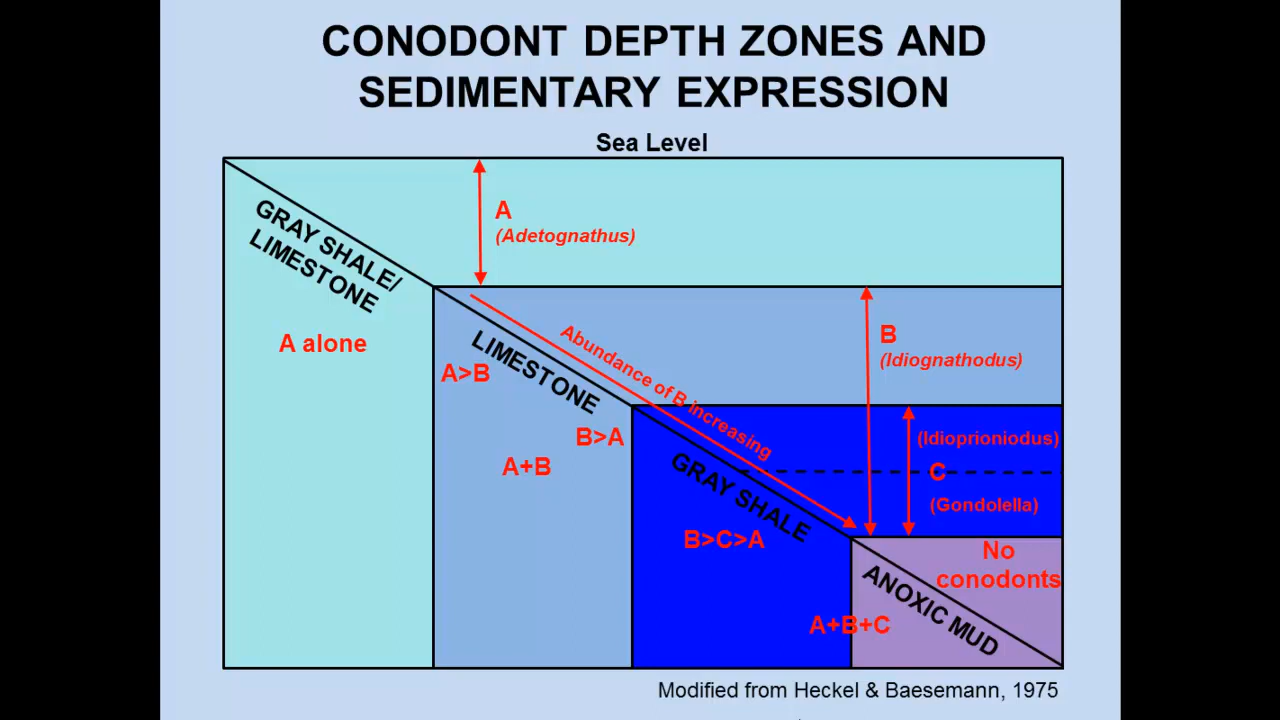 CONODONT DEPTH ZONES AND
SEDIMENTARY EXPRESSION
Sea Level
A
(Adetognathus)
GRAY SHALE/
LIMESTONE
A alone
B
(Idiognathodus)
Abundance of B increasing
LIMESTONE
A>B
B>A
A+B
(Idioprioniodus)
C
(Gondolella)
GRAY SHALE
B>C>A
No
conodonts
ANOXIC MUD
A+B+C
Modified from Heckel & Baesemann, 1975